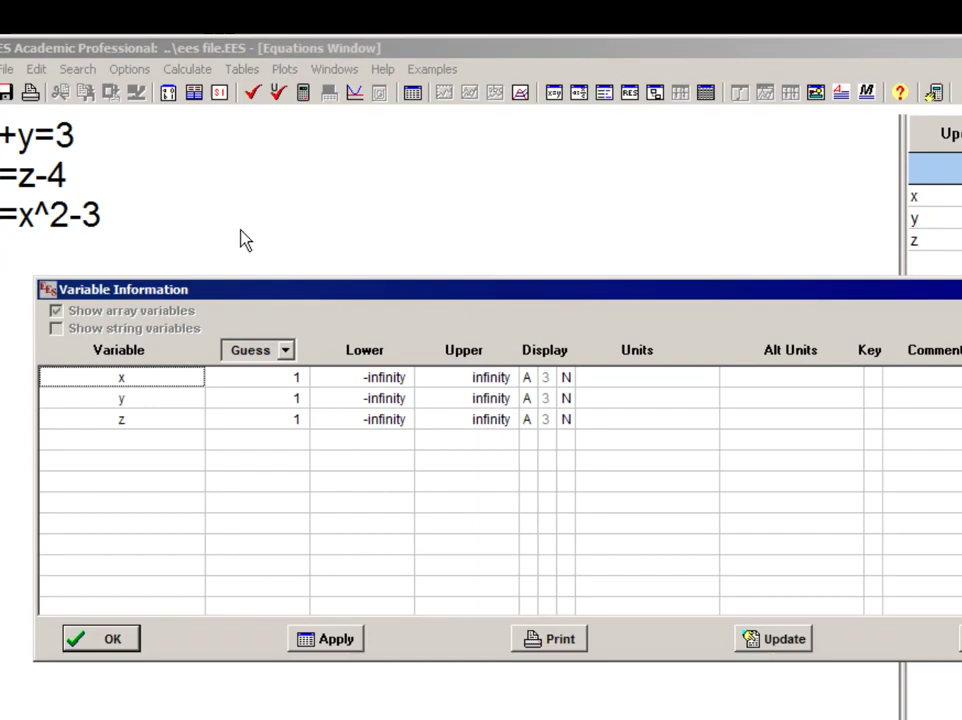 ES Academic Professional: ..\ees file.EES - [Equations Window]
File Edit Search Options Calculate Tables Plots Windows Help Examples
+y=3
=z-4
=x^2-3
Up
x
y
z
Variable Information
Show array variables
Show string variables
Variable Guess Lower Upper Display Units Alt Units Key Comment
x 1 -infinity infinity A 3 N
y 1 -infinity infinity A 3 N
z 1 -infinity infinity A 3 N
OK Apply Print Update